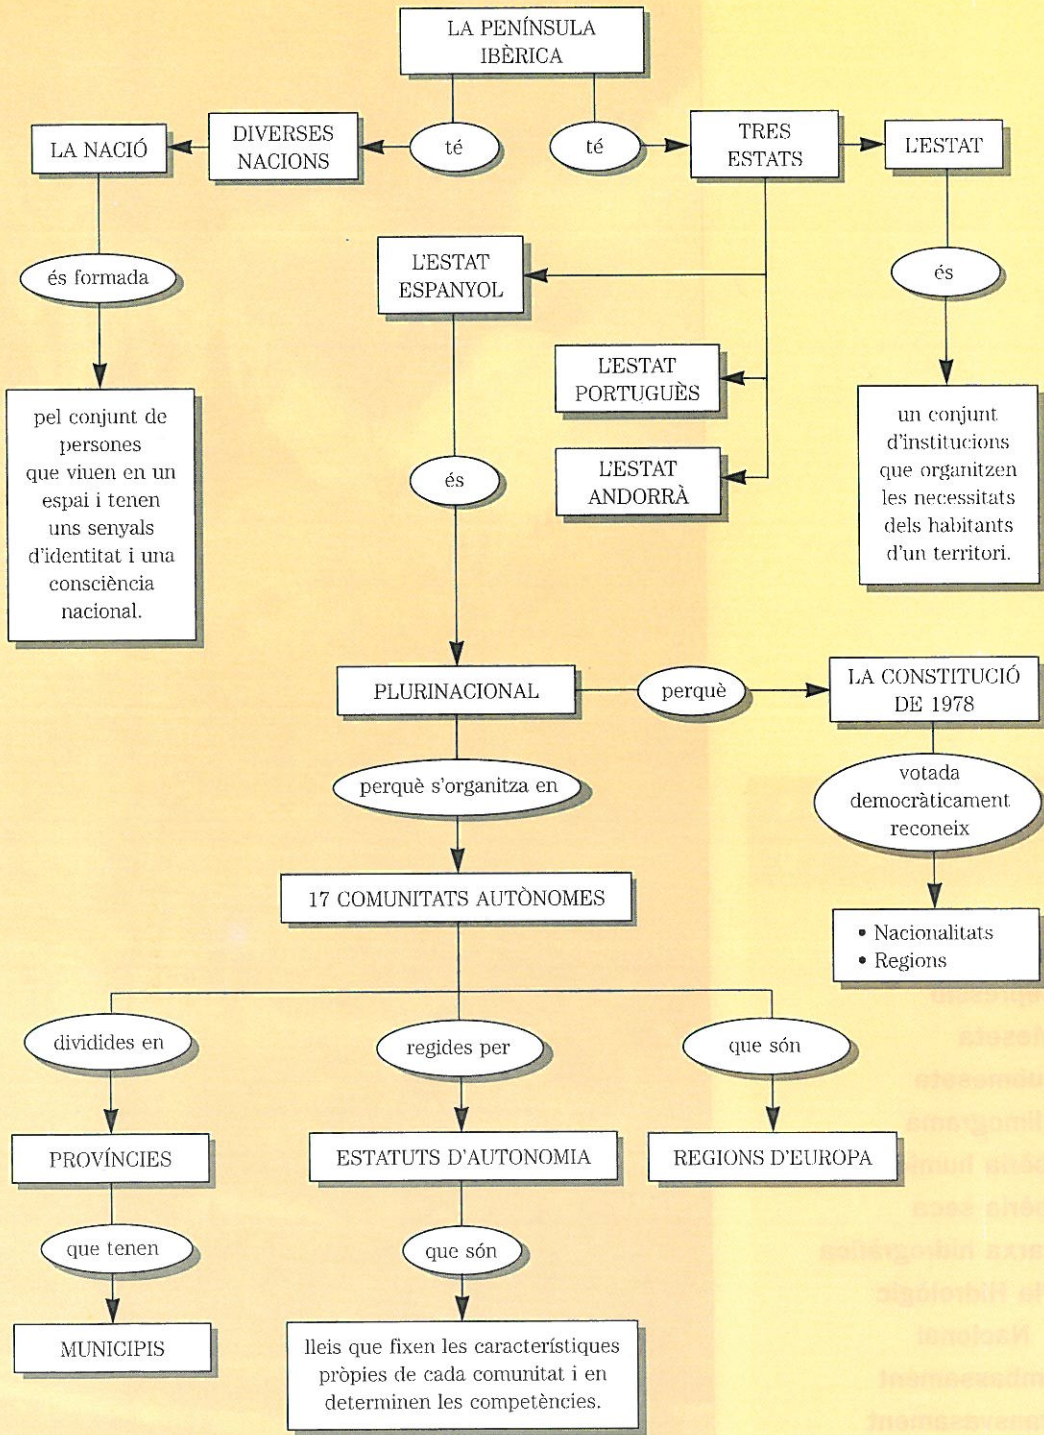 LA PENÍNSULA
IBÈRICA
té
té
LA NACIÓ
DIVERSES
NACIONS
TRES
ESTATS
L'ESTAT
és formada
L'ESTAT
ESPANYOL
és
pel conjunt de
persones
que viuen en un
espai i tenen
uns senyals
d'identitat i una
consciència
nacional.
L'ESTAT
PORTUGUÈS
L'ESTAT
ANDORRÀ
un conjunt
d'institucions
que organitzen
les necessitats
dels habitants
d'un territori.
és
PLURINACIONAL
perquè
LA CONSTITUCIÓ
DE 1978
perquè s'organitza en
votada
democràticament
reconeix
17 COMUNITATS AUTÒNOMES
• Nacionalitats
• Regions
dividides en
regides per
que són
PROVÍNCIES
ESTATUTS D'AUTONOMIA
REGIONS D'EUROPA
que tenen
que són
MUNICIPIS
lleis que fixen les característiques
pròpies de cada comunitat i en
determinen les competències.